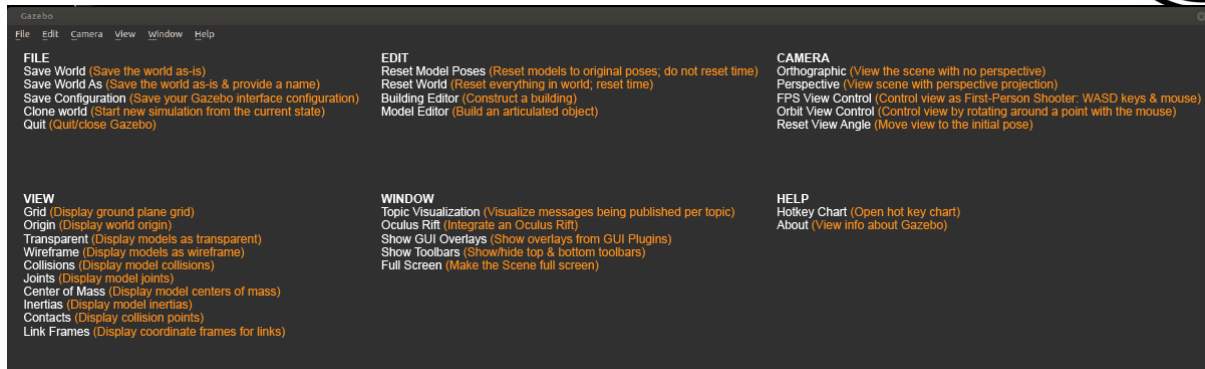 Gazebo
File Edit Camera View Window Help
FILE
Save World (Save the world as-is)
Save World As (Save the world as-is & provide a name)
Save Configuration (Save your Gazebo interface configuration)
Clone world (Start new simulation from the current state)
Quit (Quit/close Gazebo)
EDIT
Reset Model Poses (Reset models to original poses; do not reset time)
Reset World (Reset everything in world; reset time)
Building Editor (Construct a building)
Model Editor (Build an articulated object)
CAMERA
Orthographic (View the scene with no perspective)
Perspective (View scene with perspective projection)
FPS View Control (Control view as First-Person Shooter: WASD keys & mouse)
Orbit View Control (Control view by rotating around a point with the mouse)
Reset View Angle (Move view to the initial pose)
VIEW
Grid (Display ground plane grid)
Origin (Display world origin)
Transparent (Display models as transparent)
Wireframe (Display models as wireframe)
Collisions (Display model collisions)
Joints (Display model joints)
Center of Mass (Display model centers of mass)
Inertias (Display model inertias)
Contacts (Display collision points)
Link Frames (Display coordinate frames for links)
WINDOW
Topic Visualization (Visualize messages being published per topic)
Oculus Rift (Integrate an Oculus Rift)
Show GUI Overlays (Show overlays from GUI Plugins)
Show Toolbars (Show/hide top & bottom toolbars)
Full Screen (Make the Scene full screen)
HELP
Hotkey Chart (Open hot key chart)
About (View info about Gazebo)